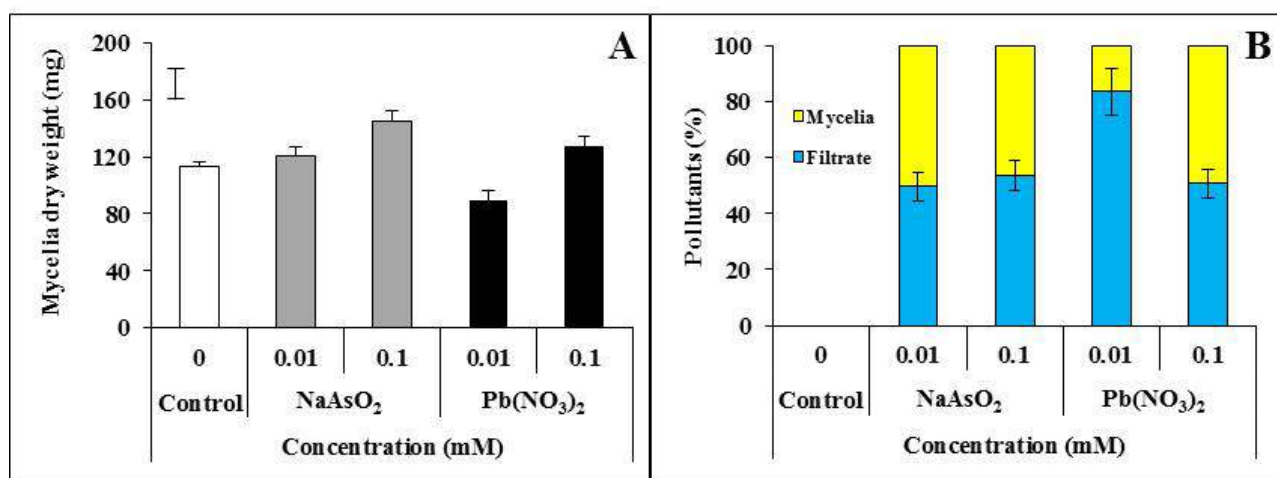 A
Mycelia dry weight (mg)
200
160
120
80
40
0
0 0.01 0.1 0.01 0.1
Control NaAsO₂ Pb(NO₃)₂
Concentration (mM)
B
Pollutants (%)
100
80
60
40
20
0
Mycelia
Filtrate
0 0.01 0.1 0.01 0.1
Control NaAsO₂ Pb(NO₃)₂
Concentration (mM)